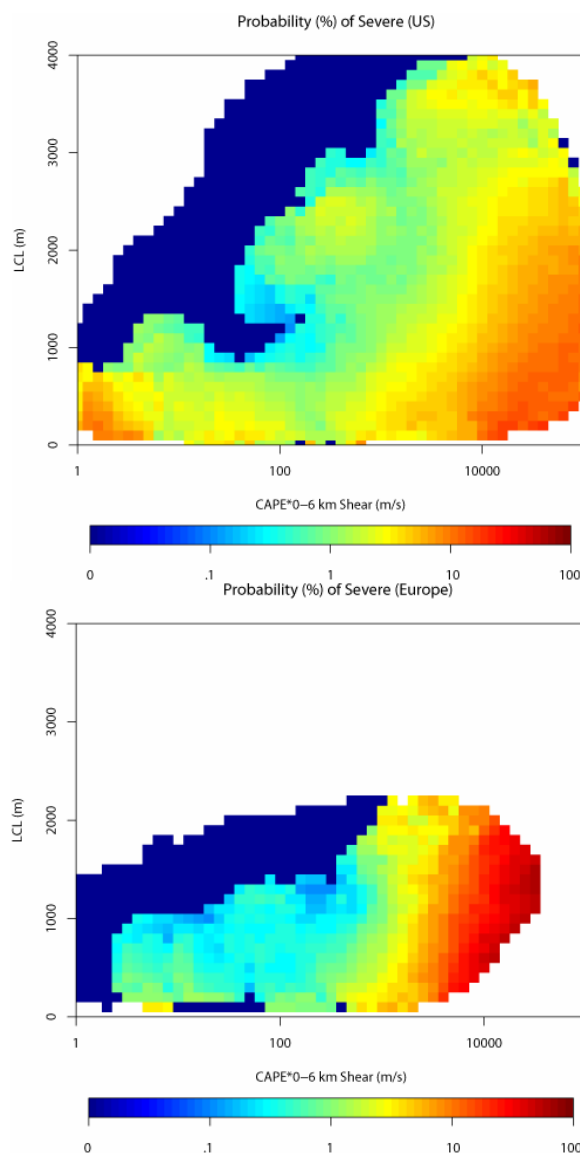 Probability (%) of Severe (US)
4000
3000
2000
1000
0
LCL (m)
1 100 10000
CAPE*0−6 km Shear (m/s)
0 .1 1 10 100
Probability (%) of Severe (Europe)
4000
3000
2000
1000
0
LCL (m)
1 100 10000
CAPE*0−6 km Shear (m/s)
0 .1 1 10 100